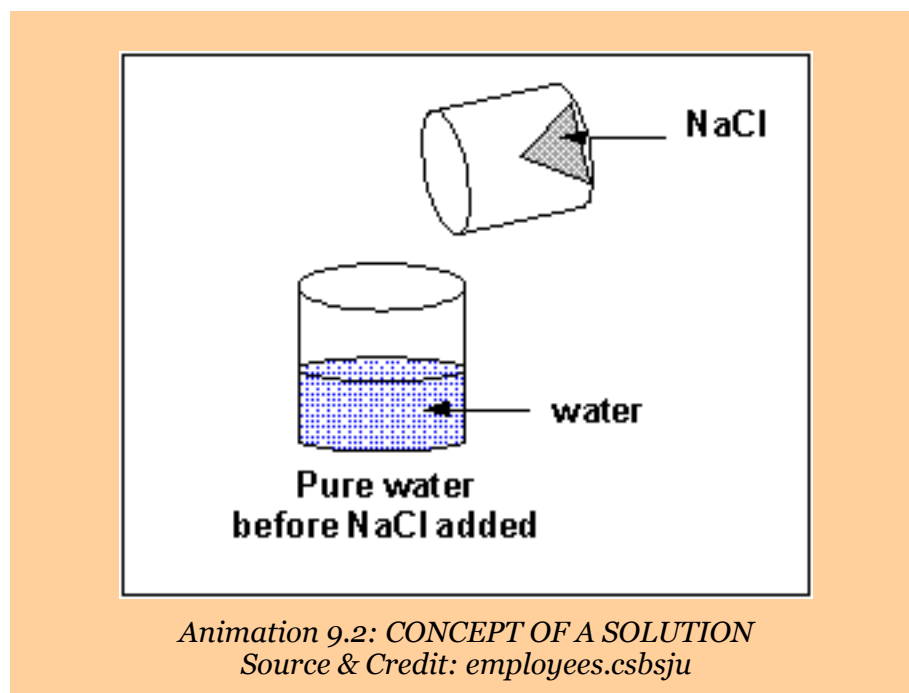 NaCl
water
Pure water
before NaCl added
Animation 9.2: CONCEPT OF A SOLUTION
Source & Credit: employees.csbsju